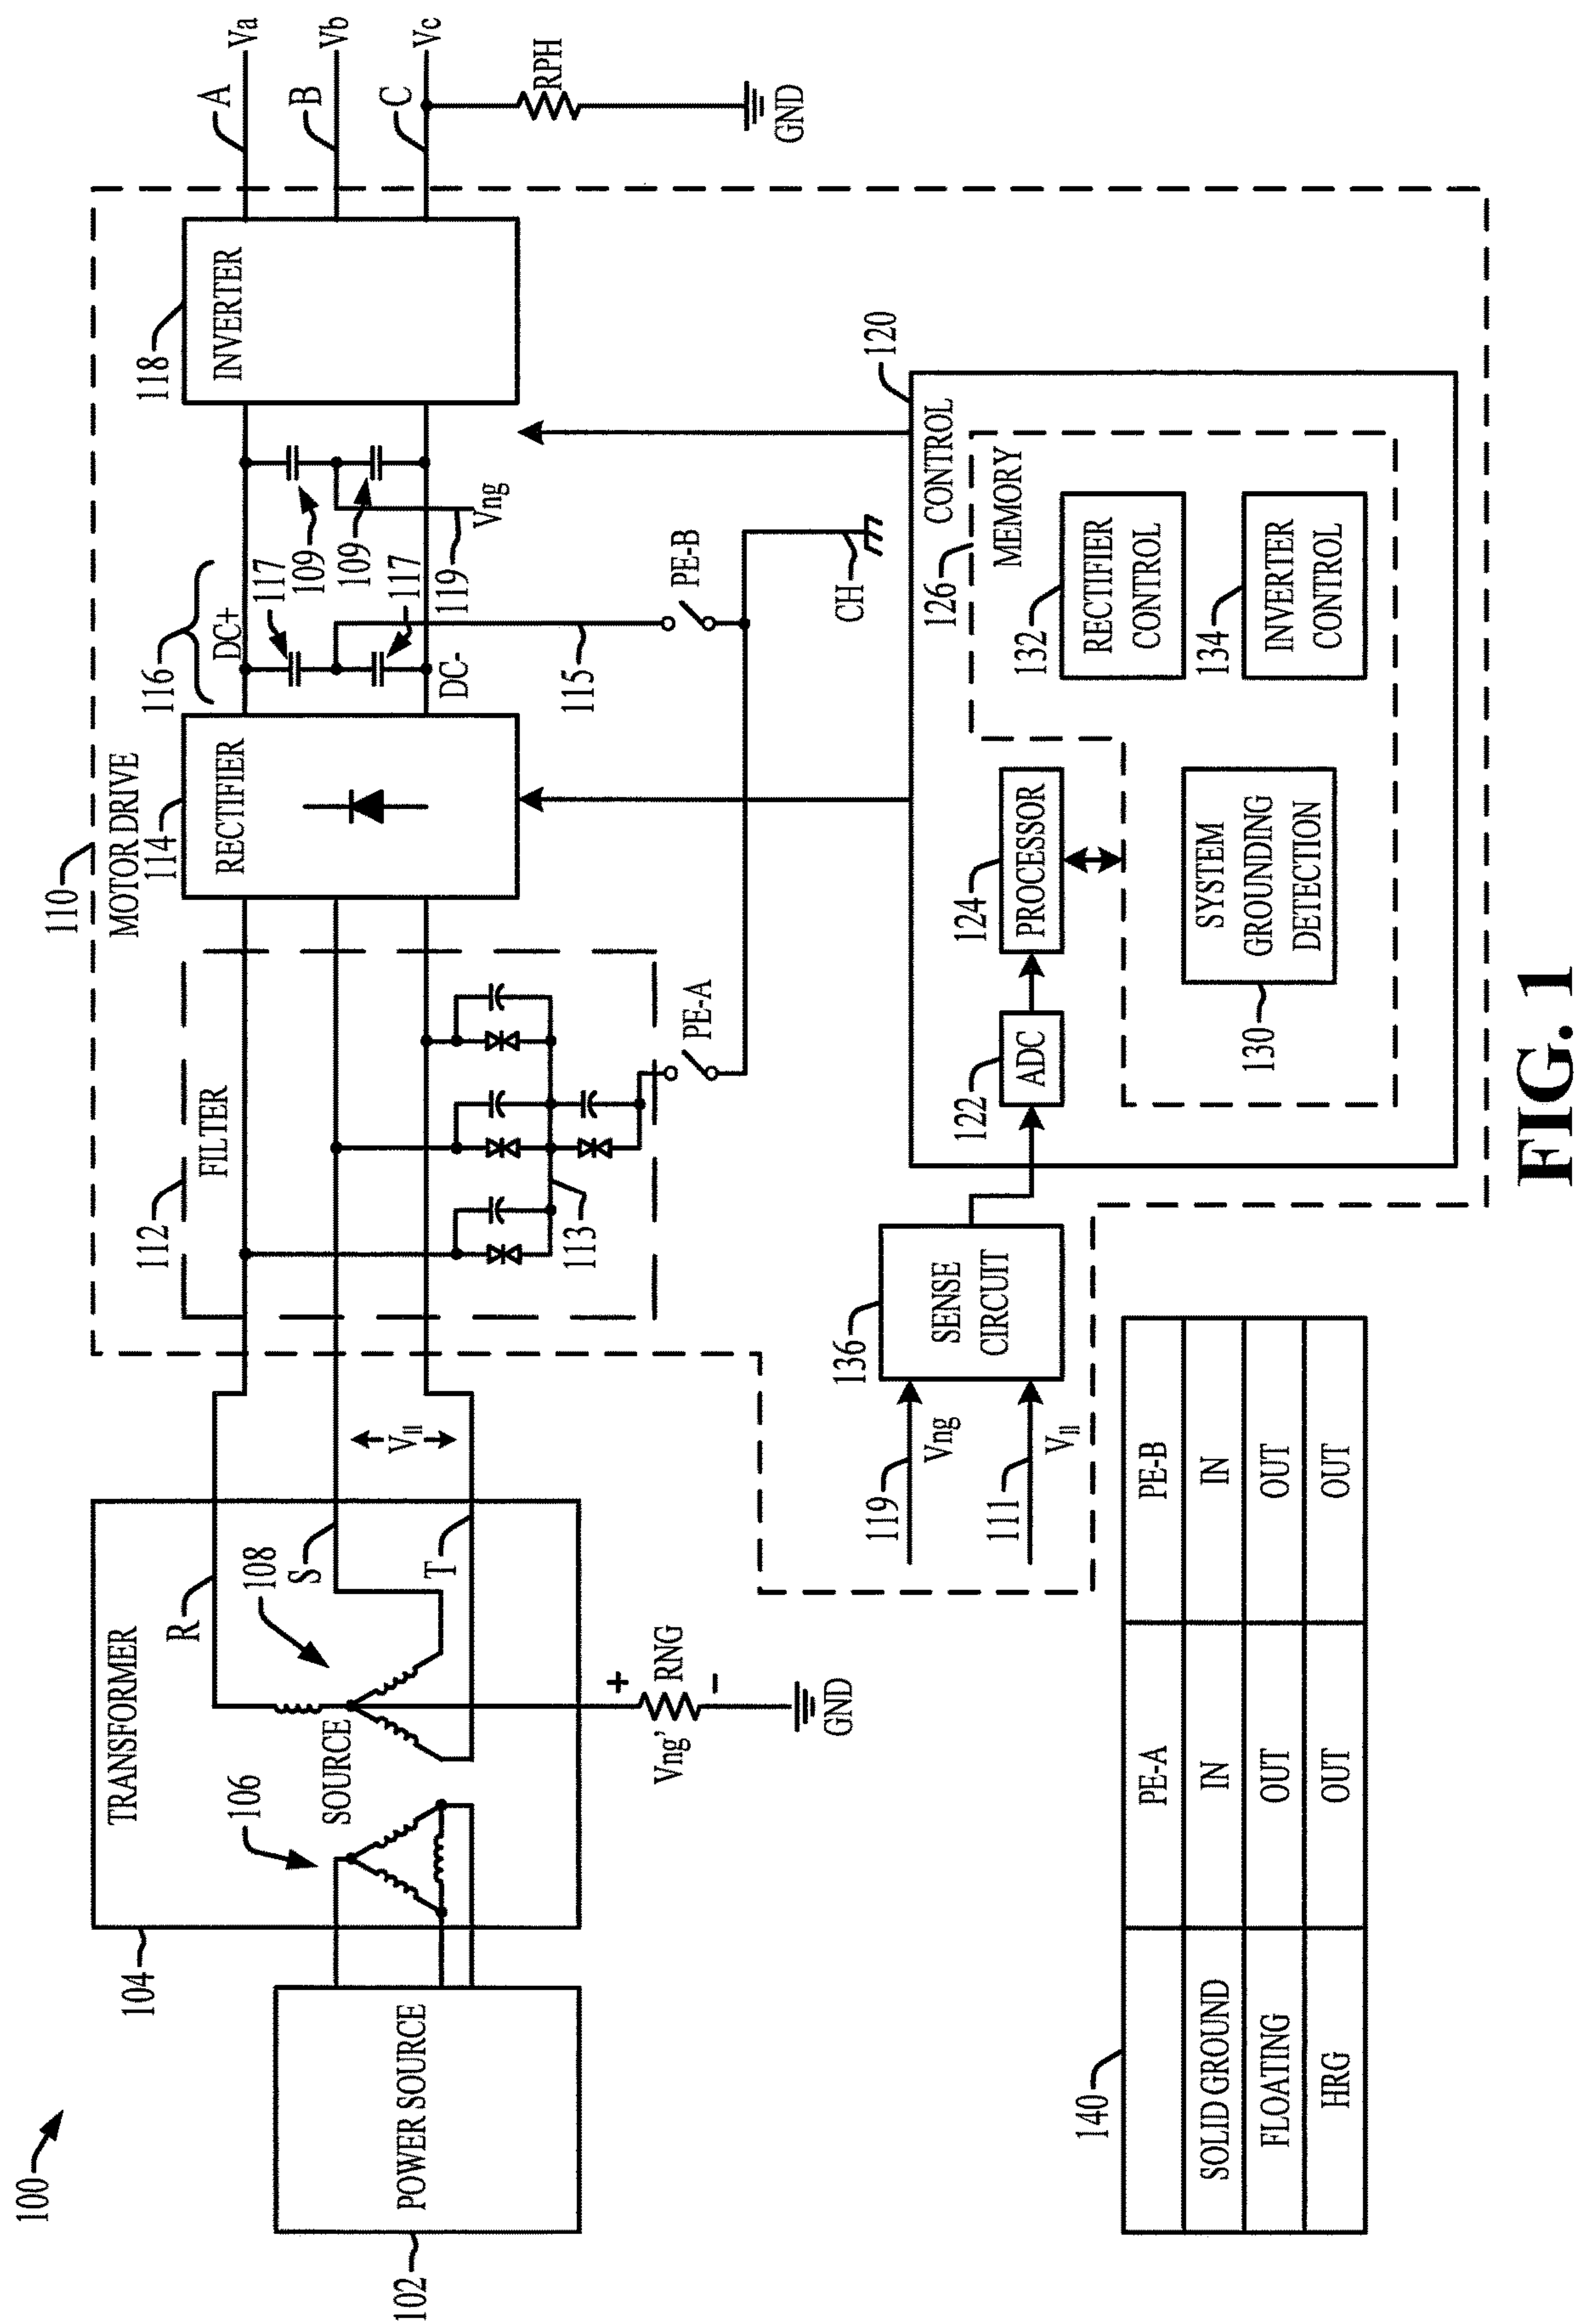 100
102
POWER SOURCE
104
TRANSFORMER
106
SOURCE
108
R
S
T
V||
Vng'
+
RNG
-
GND
110
MOTOR DRIVE
112
FILTER
113
PE-A
114
RECTIFIER
116
DC+
DC-
117
117
109
109
115
119
Vng
PE-B
CH
118
INVERTER
A
B
C
Va
Vb
Vc
RPH
GND
119
Vng
111
V||
136
SENSE
CIRCUIT
120
CONTROL
122
ADC
124
PROCESSOR
126
MEMORY
130
SYSTEM
GROUNDING
DETECTION
132
RECTIFIER
CONTROL
134
INVERTER
CONTROL
140
PE-A PE-B
SOLID GROUND IN IN
FLOATING OUT OUT
HRG OUT OUT
FIG. 1